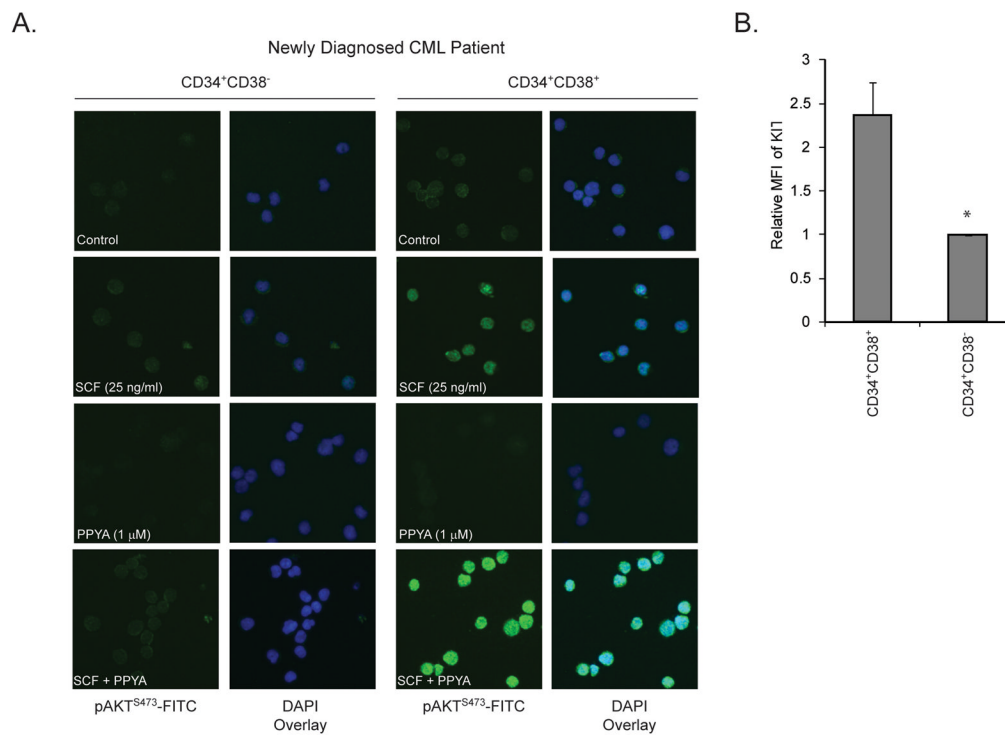 A.
Newly Diagnosed CML Patient
CD34⁺CD38⁻
CD34⁺CD38⁺
Control
Control
SCF (25 ng/ml)
SCF (25 ng/ml)
PPYA (1 µM)
PPYA (1 µM)
SCF + PPYA
SCF + PPYA
pAKTS473-FITC
DAPI
Overlay
pAKTS473-FITC
DAPI
Overlay
B.
Relative MFI of
3
2.5
2
1.5
1
0.5
0
*
CD34⁺CD38⁺
CD34⁺CD38⁻